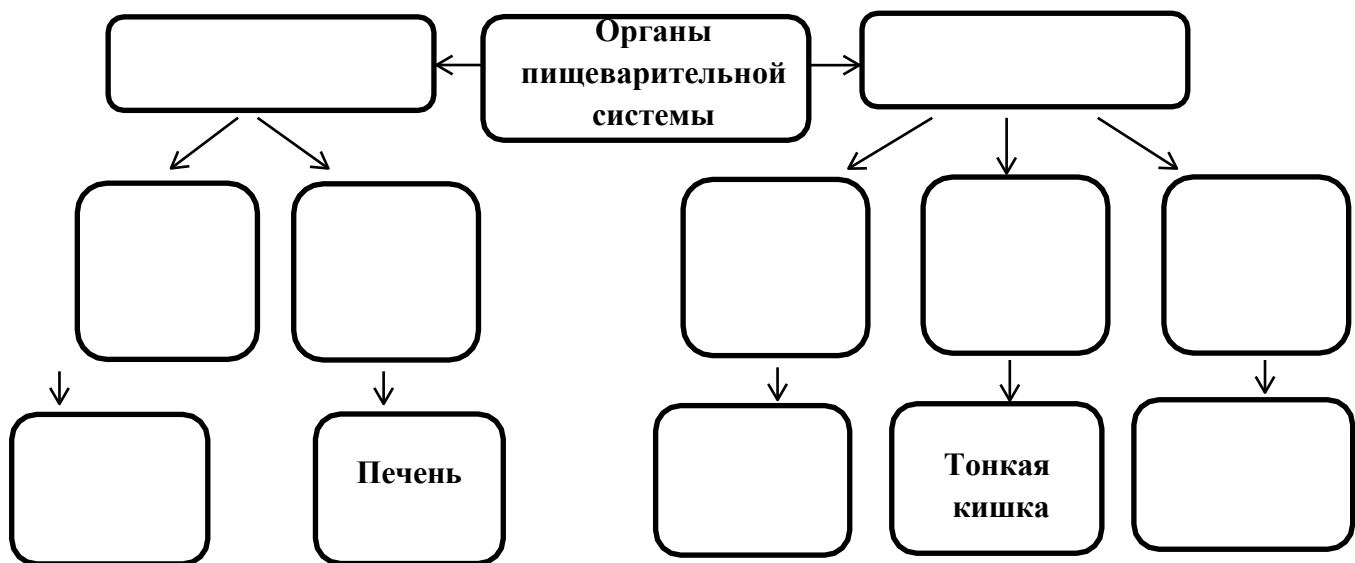 Органы
пищеварительной
системы
Печень
Тонкая
кишка